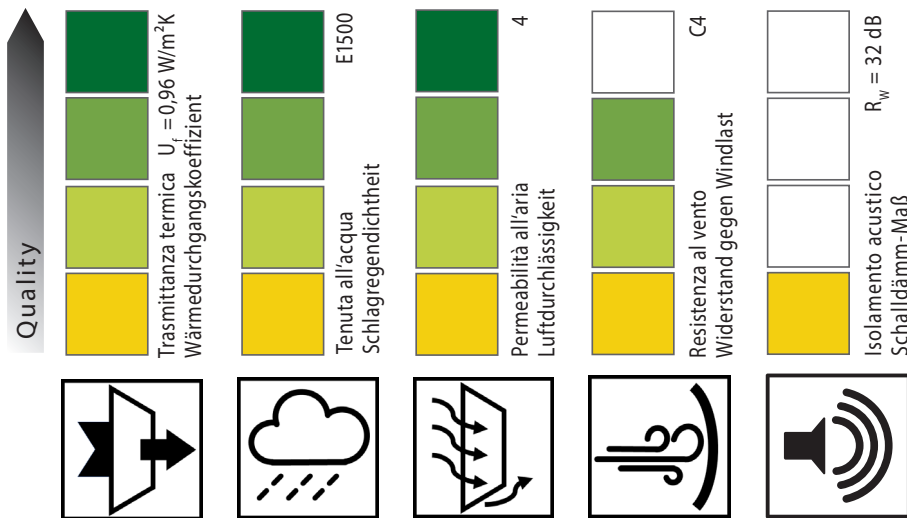 Quality
Trasmittanza termica U_f = 0,96 W/m²K
Wärmedurchgangskoeffizient
Tenuta all'acqua E1500
Schlagregendichtheit
Permeabilità all'aria 4
Luftdurchlässigkeit
Resistenza al vento C4
Widerstand gegen Windlast
Isolamento acustico R_w = 32 dB
Schalldämm-Maß